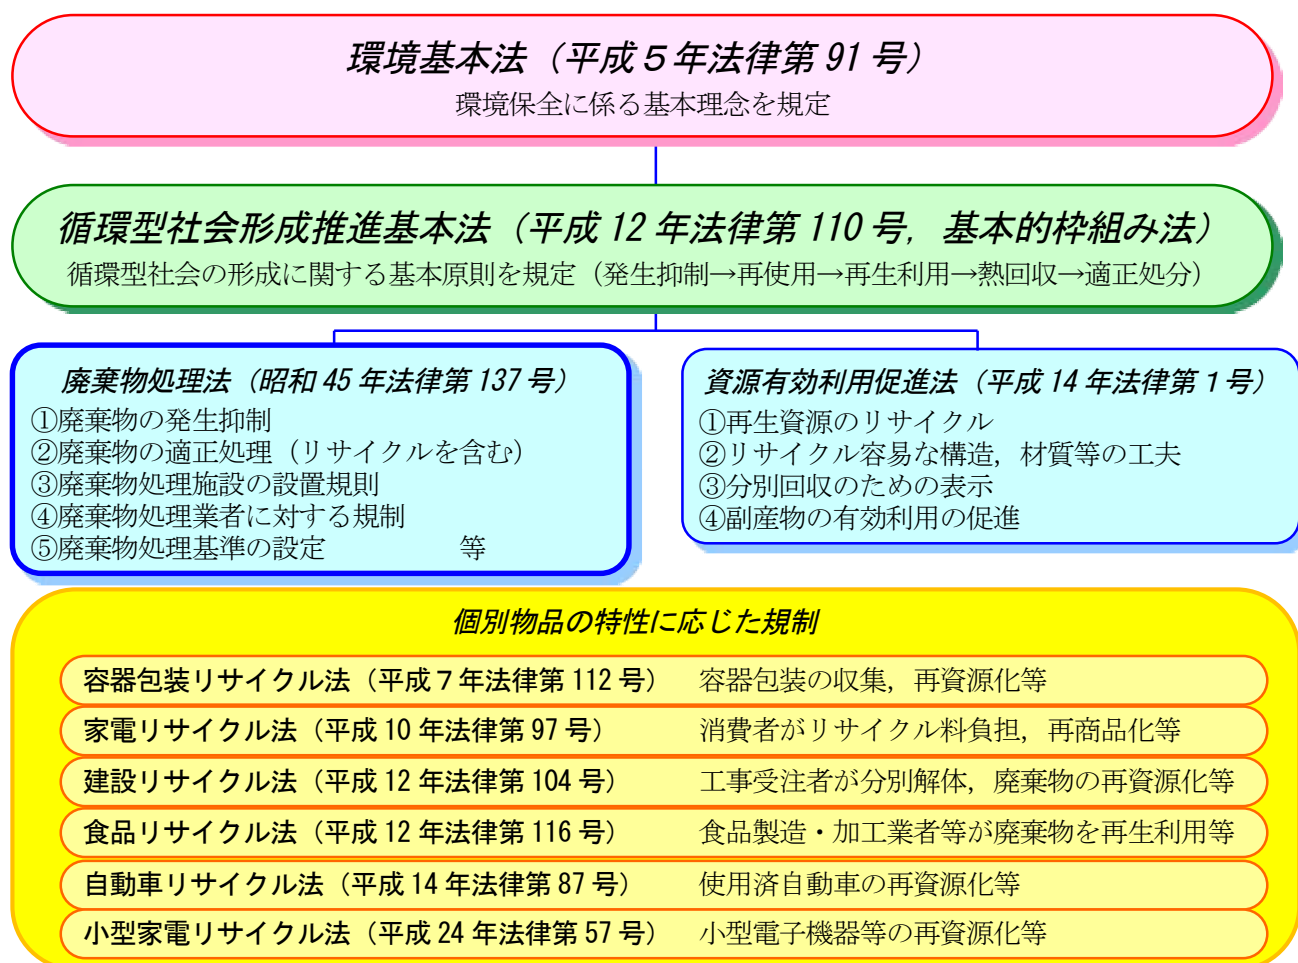 環境基本法（平成５年法律第 91 号）
環境保全に係る基本理念を規定
循環型社会形成推進基本法（平成 12 年法律第 110 号，基本的枠組み法）
循環型社会の形成に関する基本原則を規定（発生抑制→再使用→再生利用→熱回収→適正処分）
廃棄物処理法（昭和 45 年法律第 137 号）
①廃棄物の発生抑制
②廃棄物の適正処理（リサイクルを含む）
③廃棄物処理施設の設置規則
④廃棄物処理業者に対する規制
⑤廃棄物処理基準の設定　　　　　等
資源有効利用促進法（平成 14 年法律第１号）
①再生資源のリサイクル
②リサイクル容易な構造，材質等の工夫
③分別回収のための表示
④副産物の有効利用の促進
個別物品の特性に応じた規制
容器包装リサイクル法（平成７年法律第 112 号）　容器包装の収集，再資源化等
家電リサイクル法（平成 10 年法律第 97 号）　消費者がリサイクル料負担，再商品化等
建設リサイクル法（平成 12 年法律第 104 号）　工事受注者が分別解体，廃棄物の再資源化等
食品リサイクル法（平成 12 年法律第 116 号）　食品製造・加工業者等が廃棄物を再生利用等
自動車リサイクル法（平成 14 年法律第 87 号）　使用済自動車の再資源化等
小型家電リサイクル法（平成 24 年法律第 57 号）　小型電子機器等の再資源化等